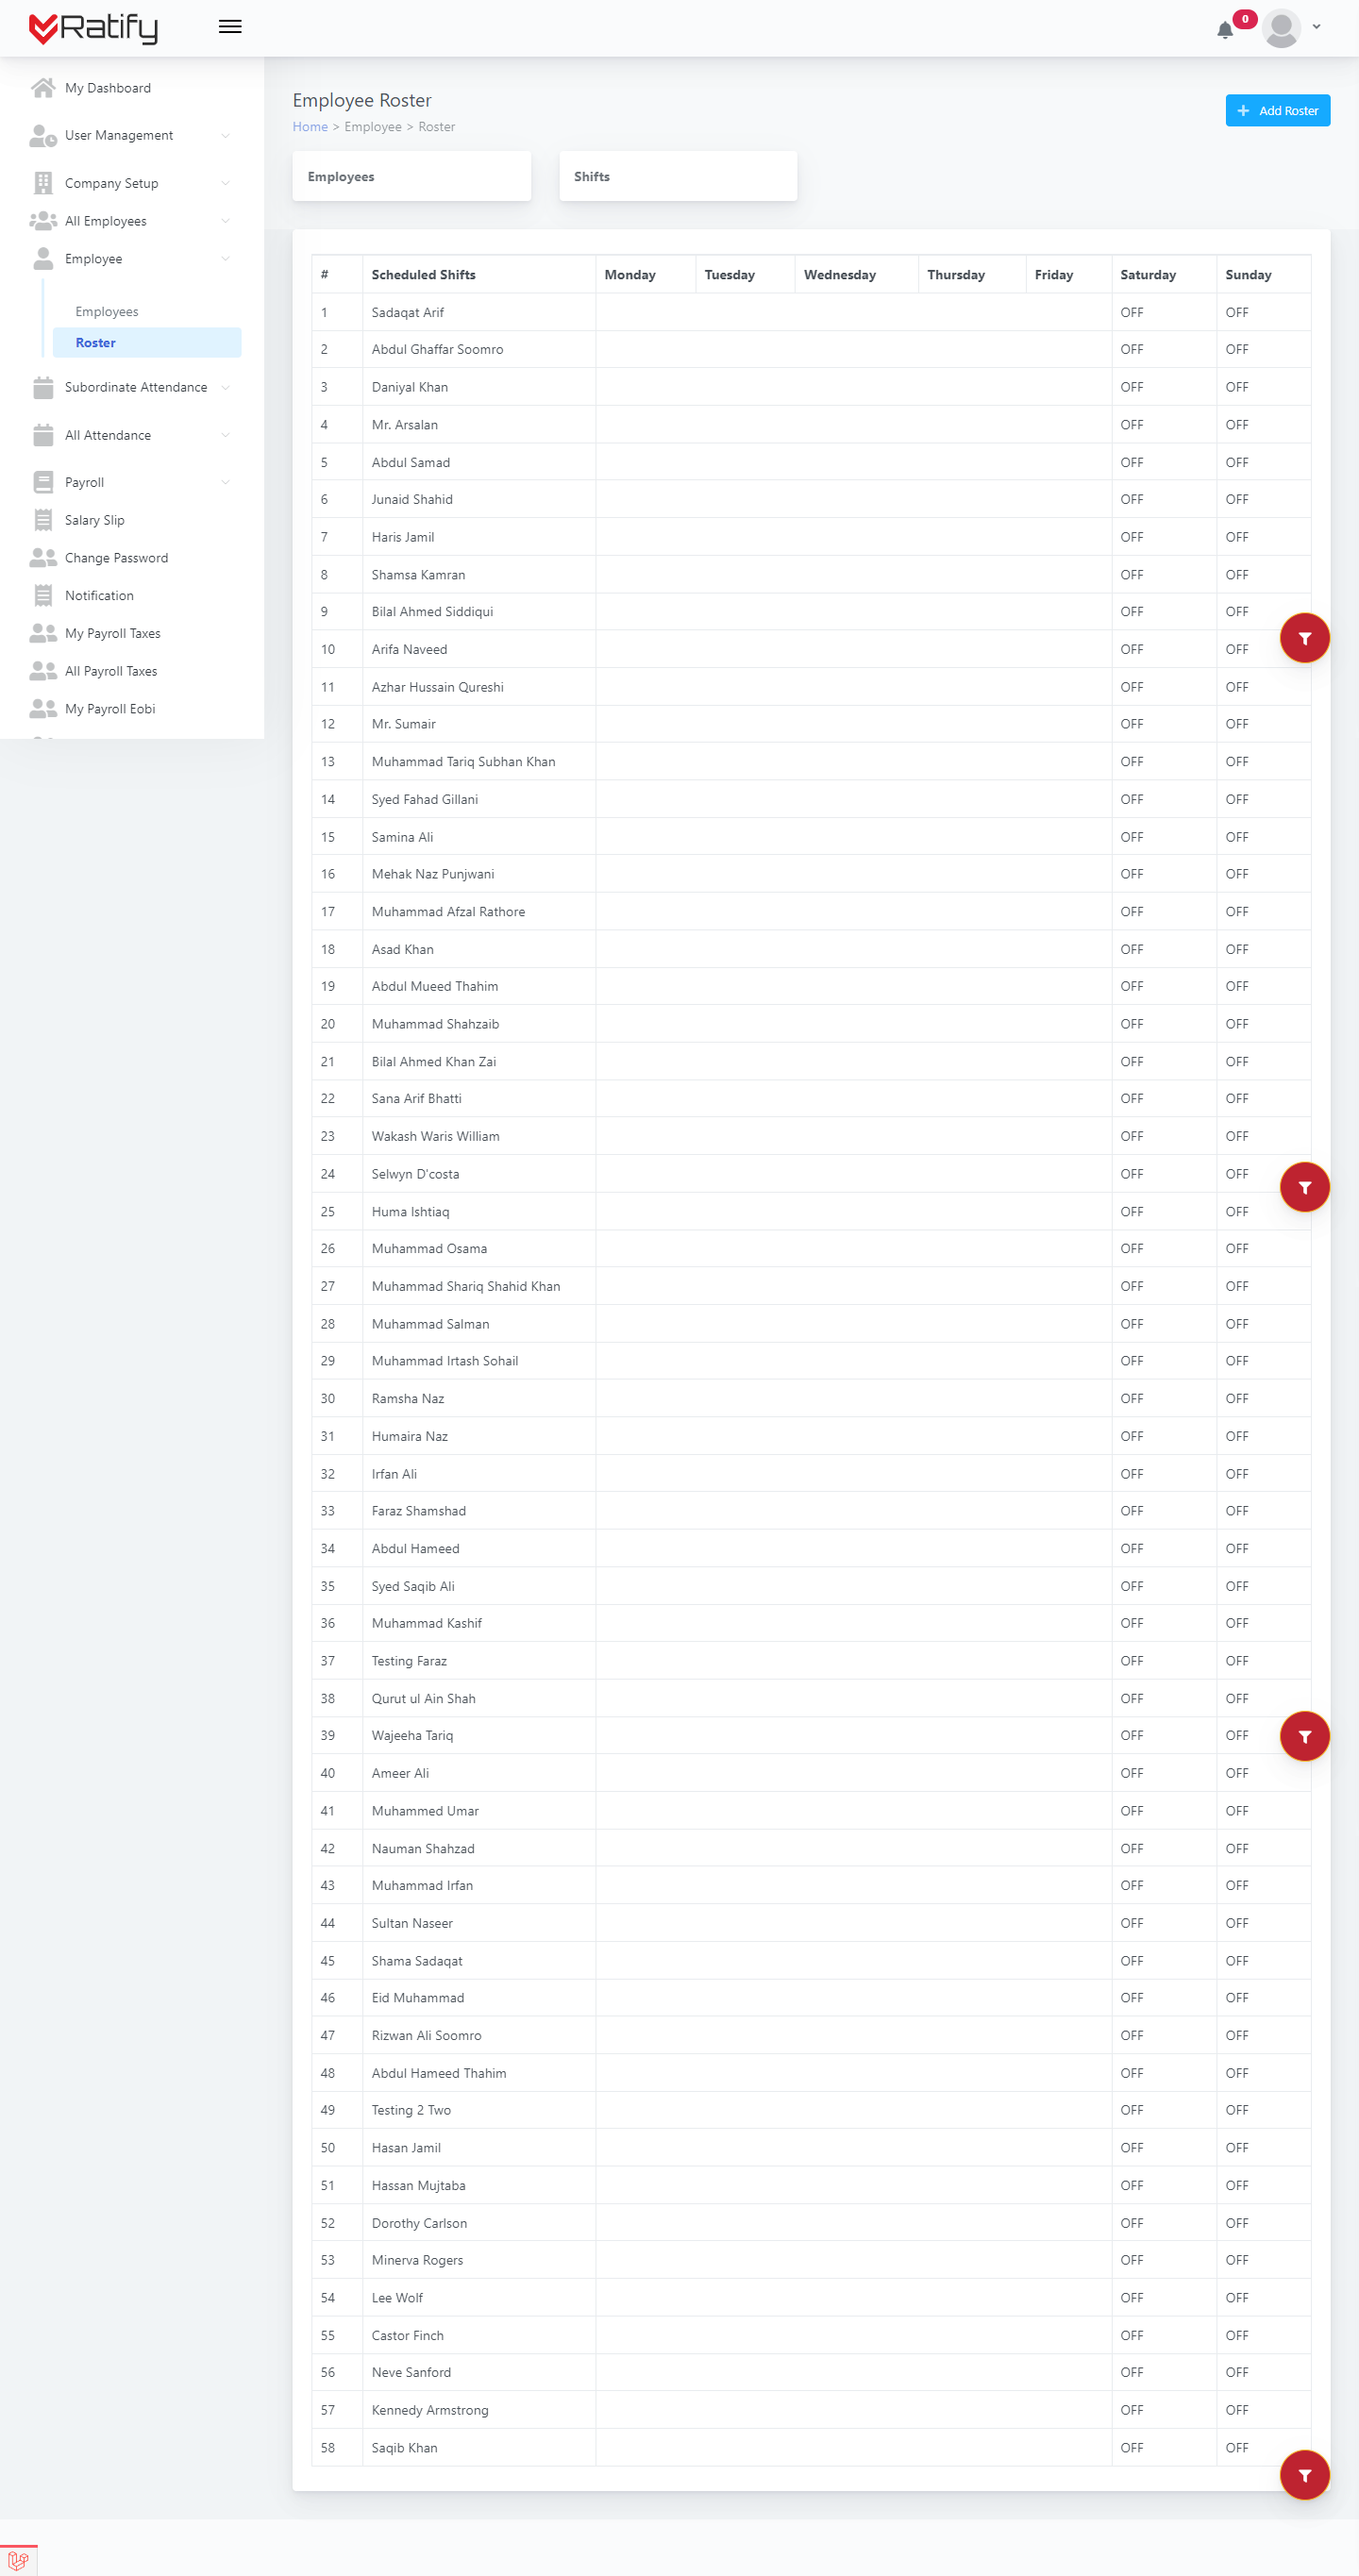 Ratify
0
My Dashboard
User Management
Company Setup
All Employees
Employee
Employees
Roster
Subordinate Attendance
All Attendance
Payroll
Salary Slip
Change Password
Notification
My Payroll Taxes
All Payroll Taxes
My Payroll Eobi
Employee Roster
Home > Employee > Roster
Add Roster
Employees
Shifts
# Scheduled Shifts Monday Tuesday Wednesday Thursday Friday Saturday Sunday
1 Sadaqat Arif OFF OFF
2 Abdul Ghaffar Soomro OFF OFF
3 Daniyal Khan OFF OFF
4 Mr. Arsalan OFF OFF
5 Abdul Samad OFF OFF
6 Junaid Shahid OFF OFF
7 Haris Jamil OFF OFF
8 Shamsa Kamran OFF OFF
9 Bilal Ahmed Siddiqui OFF OFF
10 Arifa Naveed OFF OFF
11 Azhar Hussain Qureshi OFF OFF
12 Mr. Sumair OFF OFF
13 Muhammad Tariq Subhan Khan OFF OFF
14 Syed Fahad Gillani OFF OFF
15 Samina Ali OFF OFF
16 Mehak Naz Punjwani OFF OFF
17 Muhammad Afzal Rathore OFF OFF
18 Asad Khan OFF OFF
19 Abdul Mueed Thahim OFF OFF
20 Muhammad Shahzaib OFF OFF
21 Bilal Ahmed Khan Zai OFF OFF
22 Sana Arif Bhatti OFF OFF
23 Wakash Waris William OFF OFF
24 Selwyn D'costa OFF OFF
25 Huma Ishtiaq OFF OFF
26 Muhammad Osama OFF OFF
27 Muhammad Shariq Shahid Khan OFF OFF
28 Muhammad Salman OFF OFF
29 Muhammad Irtash Sohail OFF OFF
30 Ramsha Naz OFF OFF
31 Humaira Naz OFF OFF
32 Irfan Ali OFF OFF
33 Faraz Shamshad OFF OFF
34 Abdul Hameed OFF OFF
35 Syed Saqib Ali OFF OFF
36 Muhammad Kashif OFF OFF
37 Testing Faraz OFF OFF
38 Qurut ul Ain Shah OFF OFF
39 Wajeeha Tariq OFF OFF
40 Ameer Ali OFF OFF
41 Muhammed Umar OFF OFF
42 Nauman Shahzad OFF OFF
43 Muhammad Irfan OFF OFF
44 Sultan Naseer OFF OFF
45 Shama Sadaqat OFF OFF
46 Eid Muhammad OFF OFF
47 Rizwan Ali Soomro OFF OFF
48 Abdul Hameed Thahim OFF OFF
49 Testing 2 Two OFF OFF
50 Hasan Jamil OFF OFF
51 Hassan Mujtaba OFF OFF
52 Dorothy Carlson OFF OFF
53 Minerva Rogers OFF OFF
54 Lee Wolf OFF OFF
55 Castor Finch OFF OFF
56 Neve Sanford OFF OFF
57 Kennedy Armstrong OFF OFF
58 Saqib Khan OFF OFF